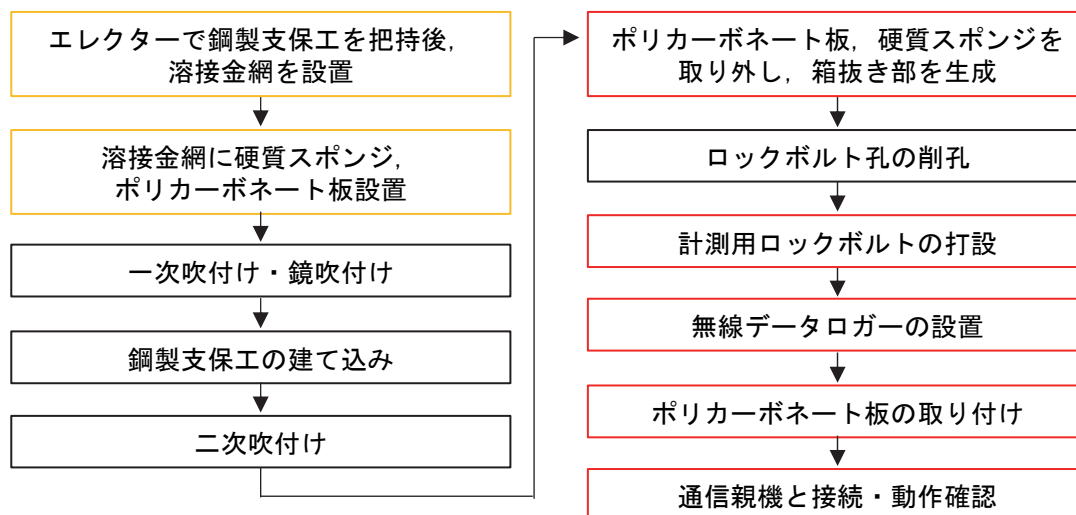 エレクターで鋼製支保工を把持後，
溶接金網を設置
溶接金網に硬質スポンジ，
ポリカーボネート板設置
一次吹付け・鏡吹付け
鋼製支保工の建て込み
二次吹付け
ポリカーボネート板，硬質スポンジを
取り外し，箱抜き部を生成
ロックボルト孔の削孔
計測用ロックボルトの打設
無線データロガーの設置
ポリカーボネート板の取り付け
通信親機と接続・動作確認